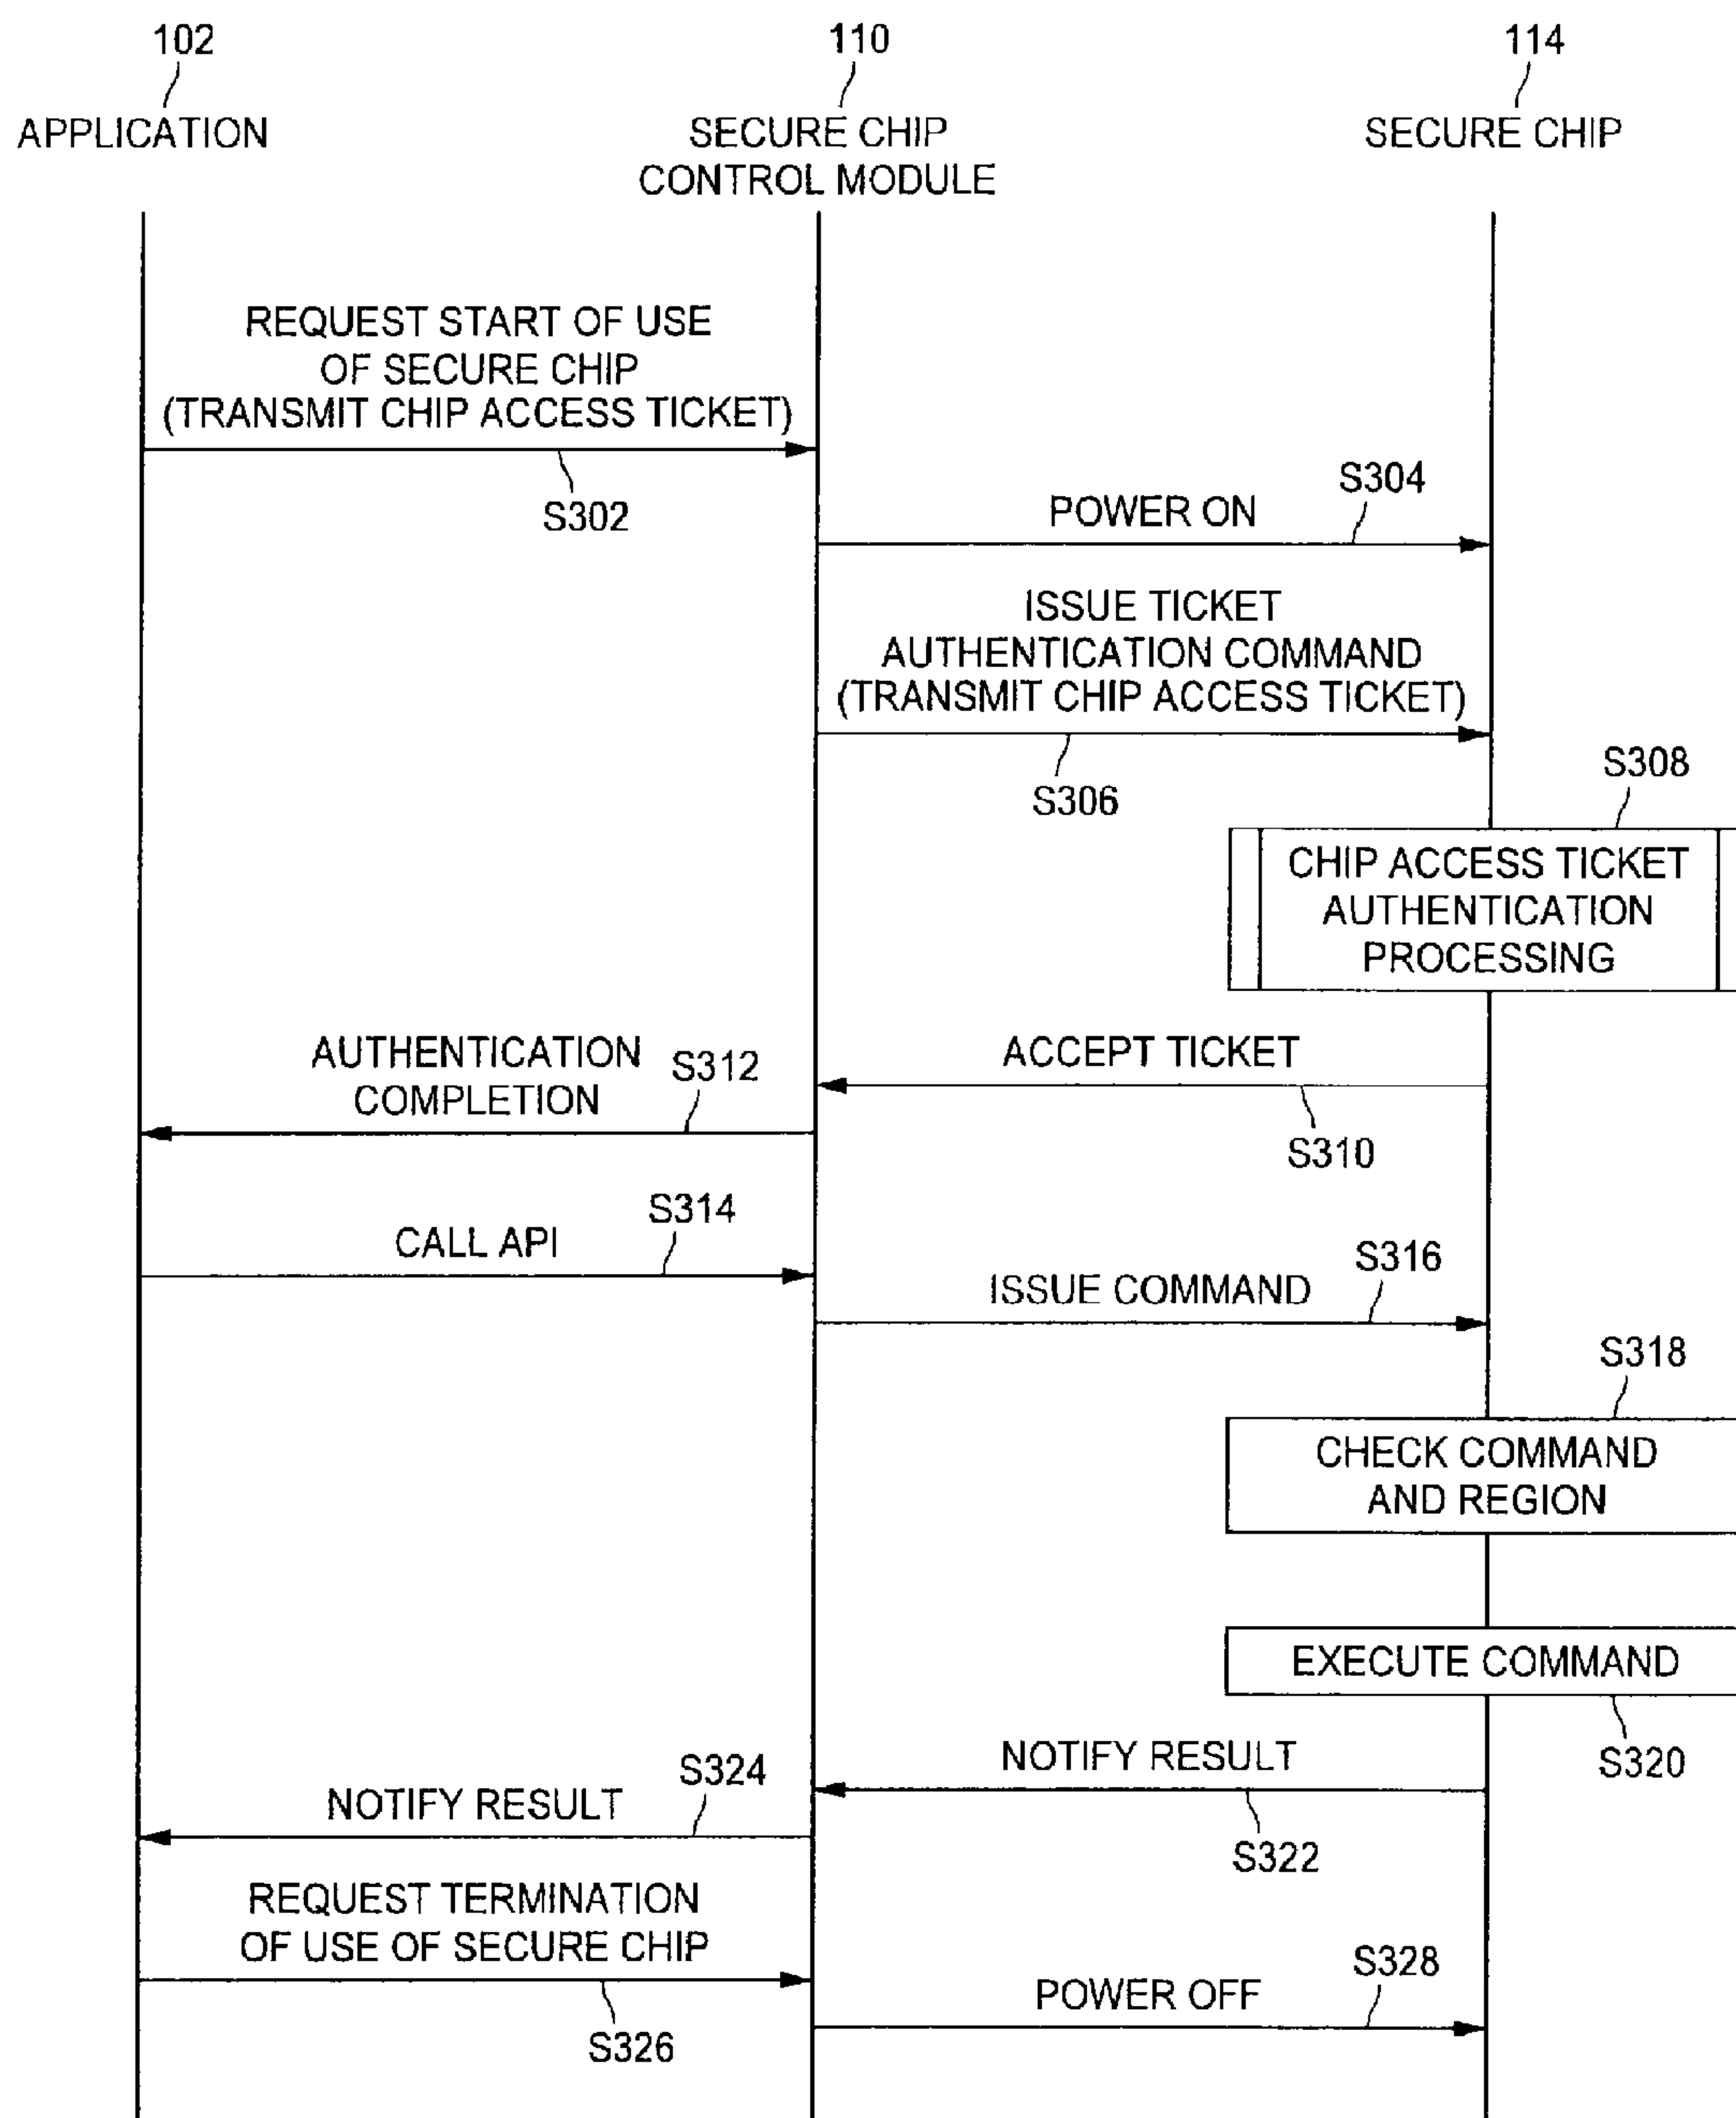 102
110
114
APPLICATION
SECURE CHIP
CONTROL MODULE
SECURE CHIP
REQUEST START OF USE
OF SECURE CHIP
(TRANSMIT CHIP ACCESS TICKET)
S302
S304
POWER ON
ISSUE TICKET
AUTHENTICATION COMMAND
(TRANSMIT CHIP ACCESS TICKET)
S306
S308
CHIP ACCESS TICKET
AUTHENTICATION
PROCESSING
ACCEPT TICKET
S310
AUTHENTICATION
COMPLETION
S312
S314
CALL API
S316
ISSUE COMMAND
S318
CHECK COMMAND
AND REGION
EXECUTE COMMAND
S320
NOTIFY RESULT
S322
S324
NOTIFY RESULT
REQUEST TERMINATION
OF USE OF SECURE CHIP
S326
S328
POWER OFF